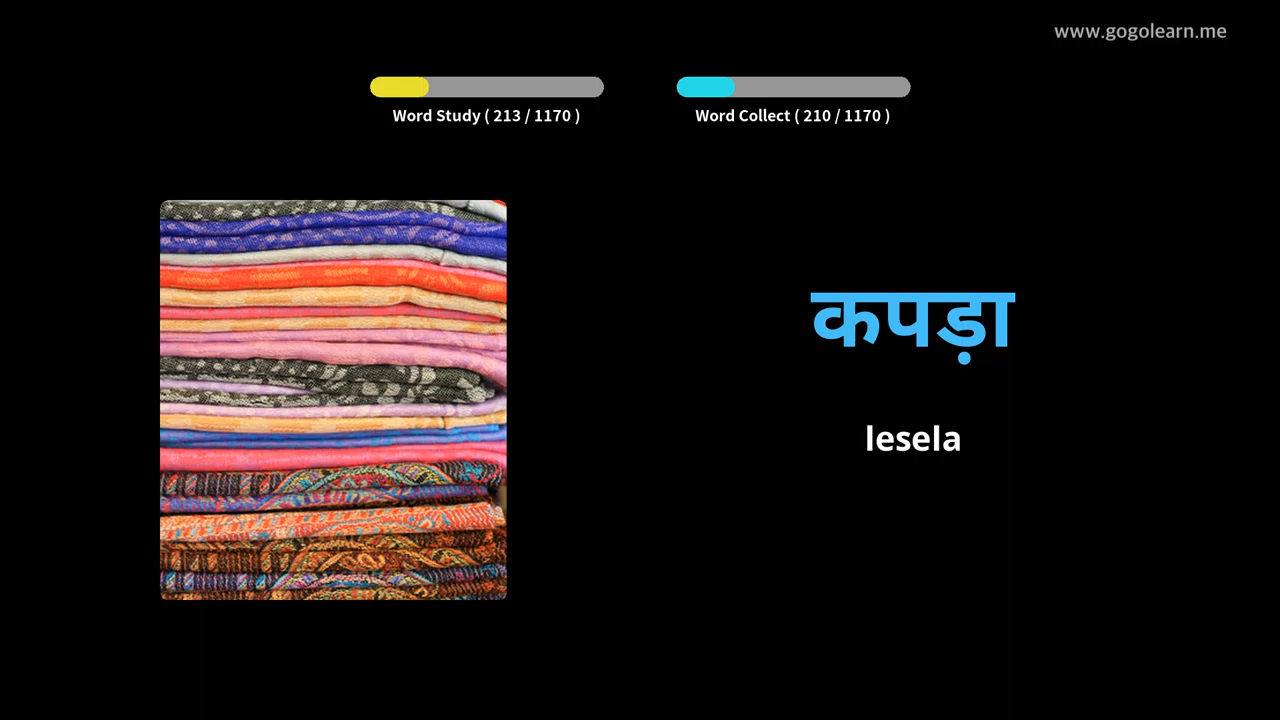 www.gogolearn.me
Word Study ( 213 / 1170 )
Word Collect ( 210 / 1170 )
कपड़ा
lesela